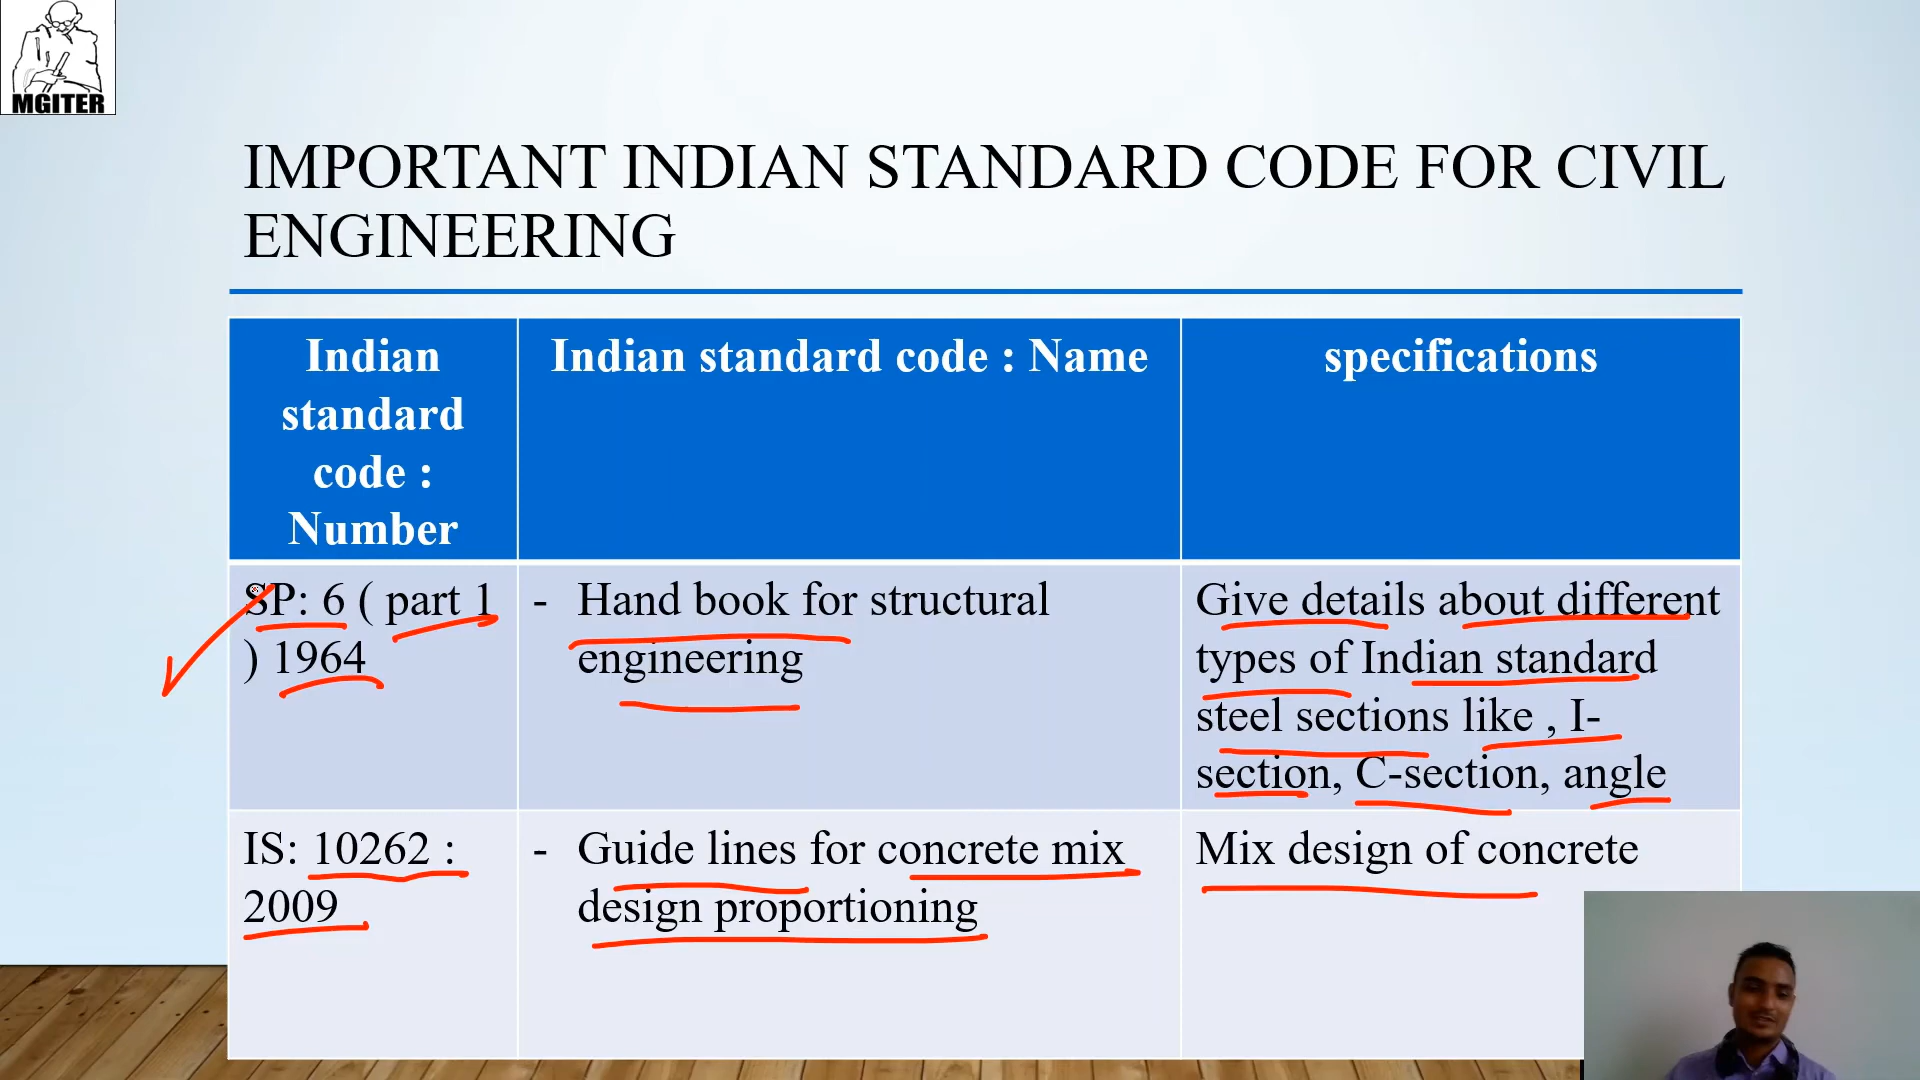 MGITER
IMPORTANT INDIAN STANDARD CODE FOR CIVIL
ENGINEERING
Indian
standard
code :
Number
Indian standard code : Name
specifications
SP: 6 ( part 1
) 1964
- Hand book for structural
engineering
Give details about different
types of Indian standard
steel sections like , I-
section, C-section, angle
IS: 10262 :
2009
- Guide lines for concrete mix
design proportioning
Mix design of concrete